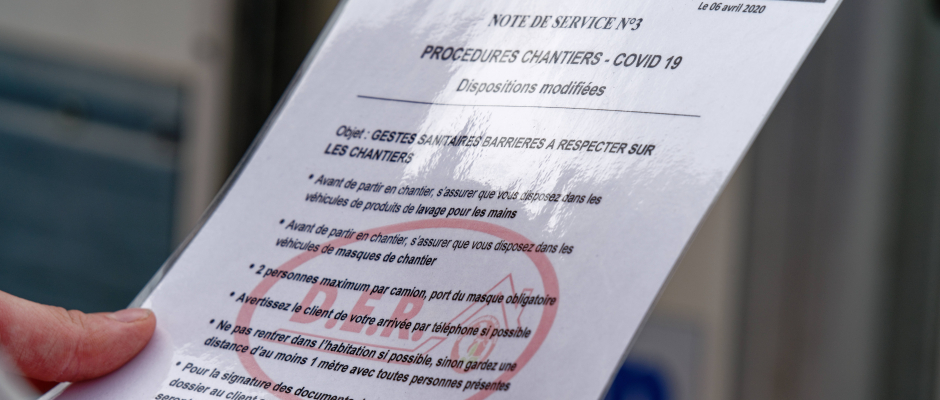 Le 06 avril 2020
NOTE DE SERVICE N°3
PROCEDURES CHANTIERS - COVID 19
Dispositions modifiées
Objet : GESTES SANITAIRES BARRIERES A RESPECTER SUR
LES CHANTIERS
* Avant de partir en chantier, s'assurer que vous disposez dans les
véhicules de produits de lavage pour les mains
* Avant de partir en chantier, s'assurer que vous disposez dans les
véhicules de masques de chantier
* 2 personnes maximum par camion, port du masque obligatoire
* Avertissez le client de votre arrivée par téléphone si possible
D.E.R.
* Ne pas rentrer dans l'habitation si possible, sinon gardez une
distance d'au moins 1 mètre avec toutes personnes présentes
* Pour la signature des documents
dossier au client